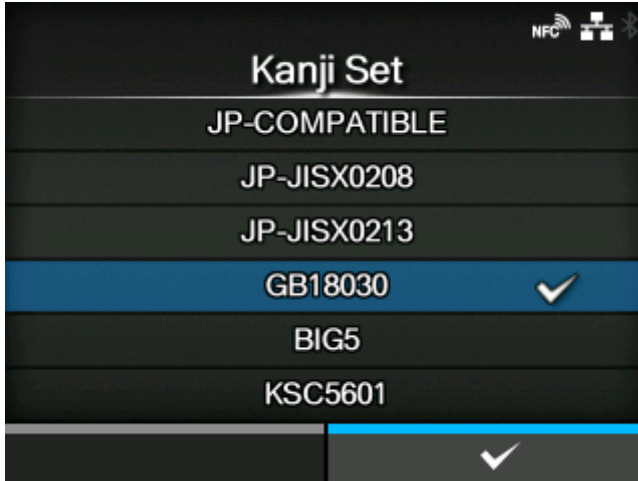 NFC
Kanji Set
JP-COMPATIBLE
JP-JISX0208
JP-JISX0213
GB18030
BIG5
KSC5601